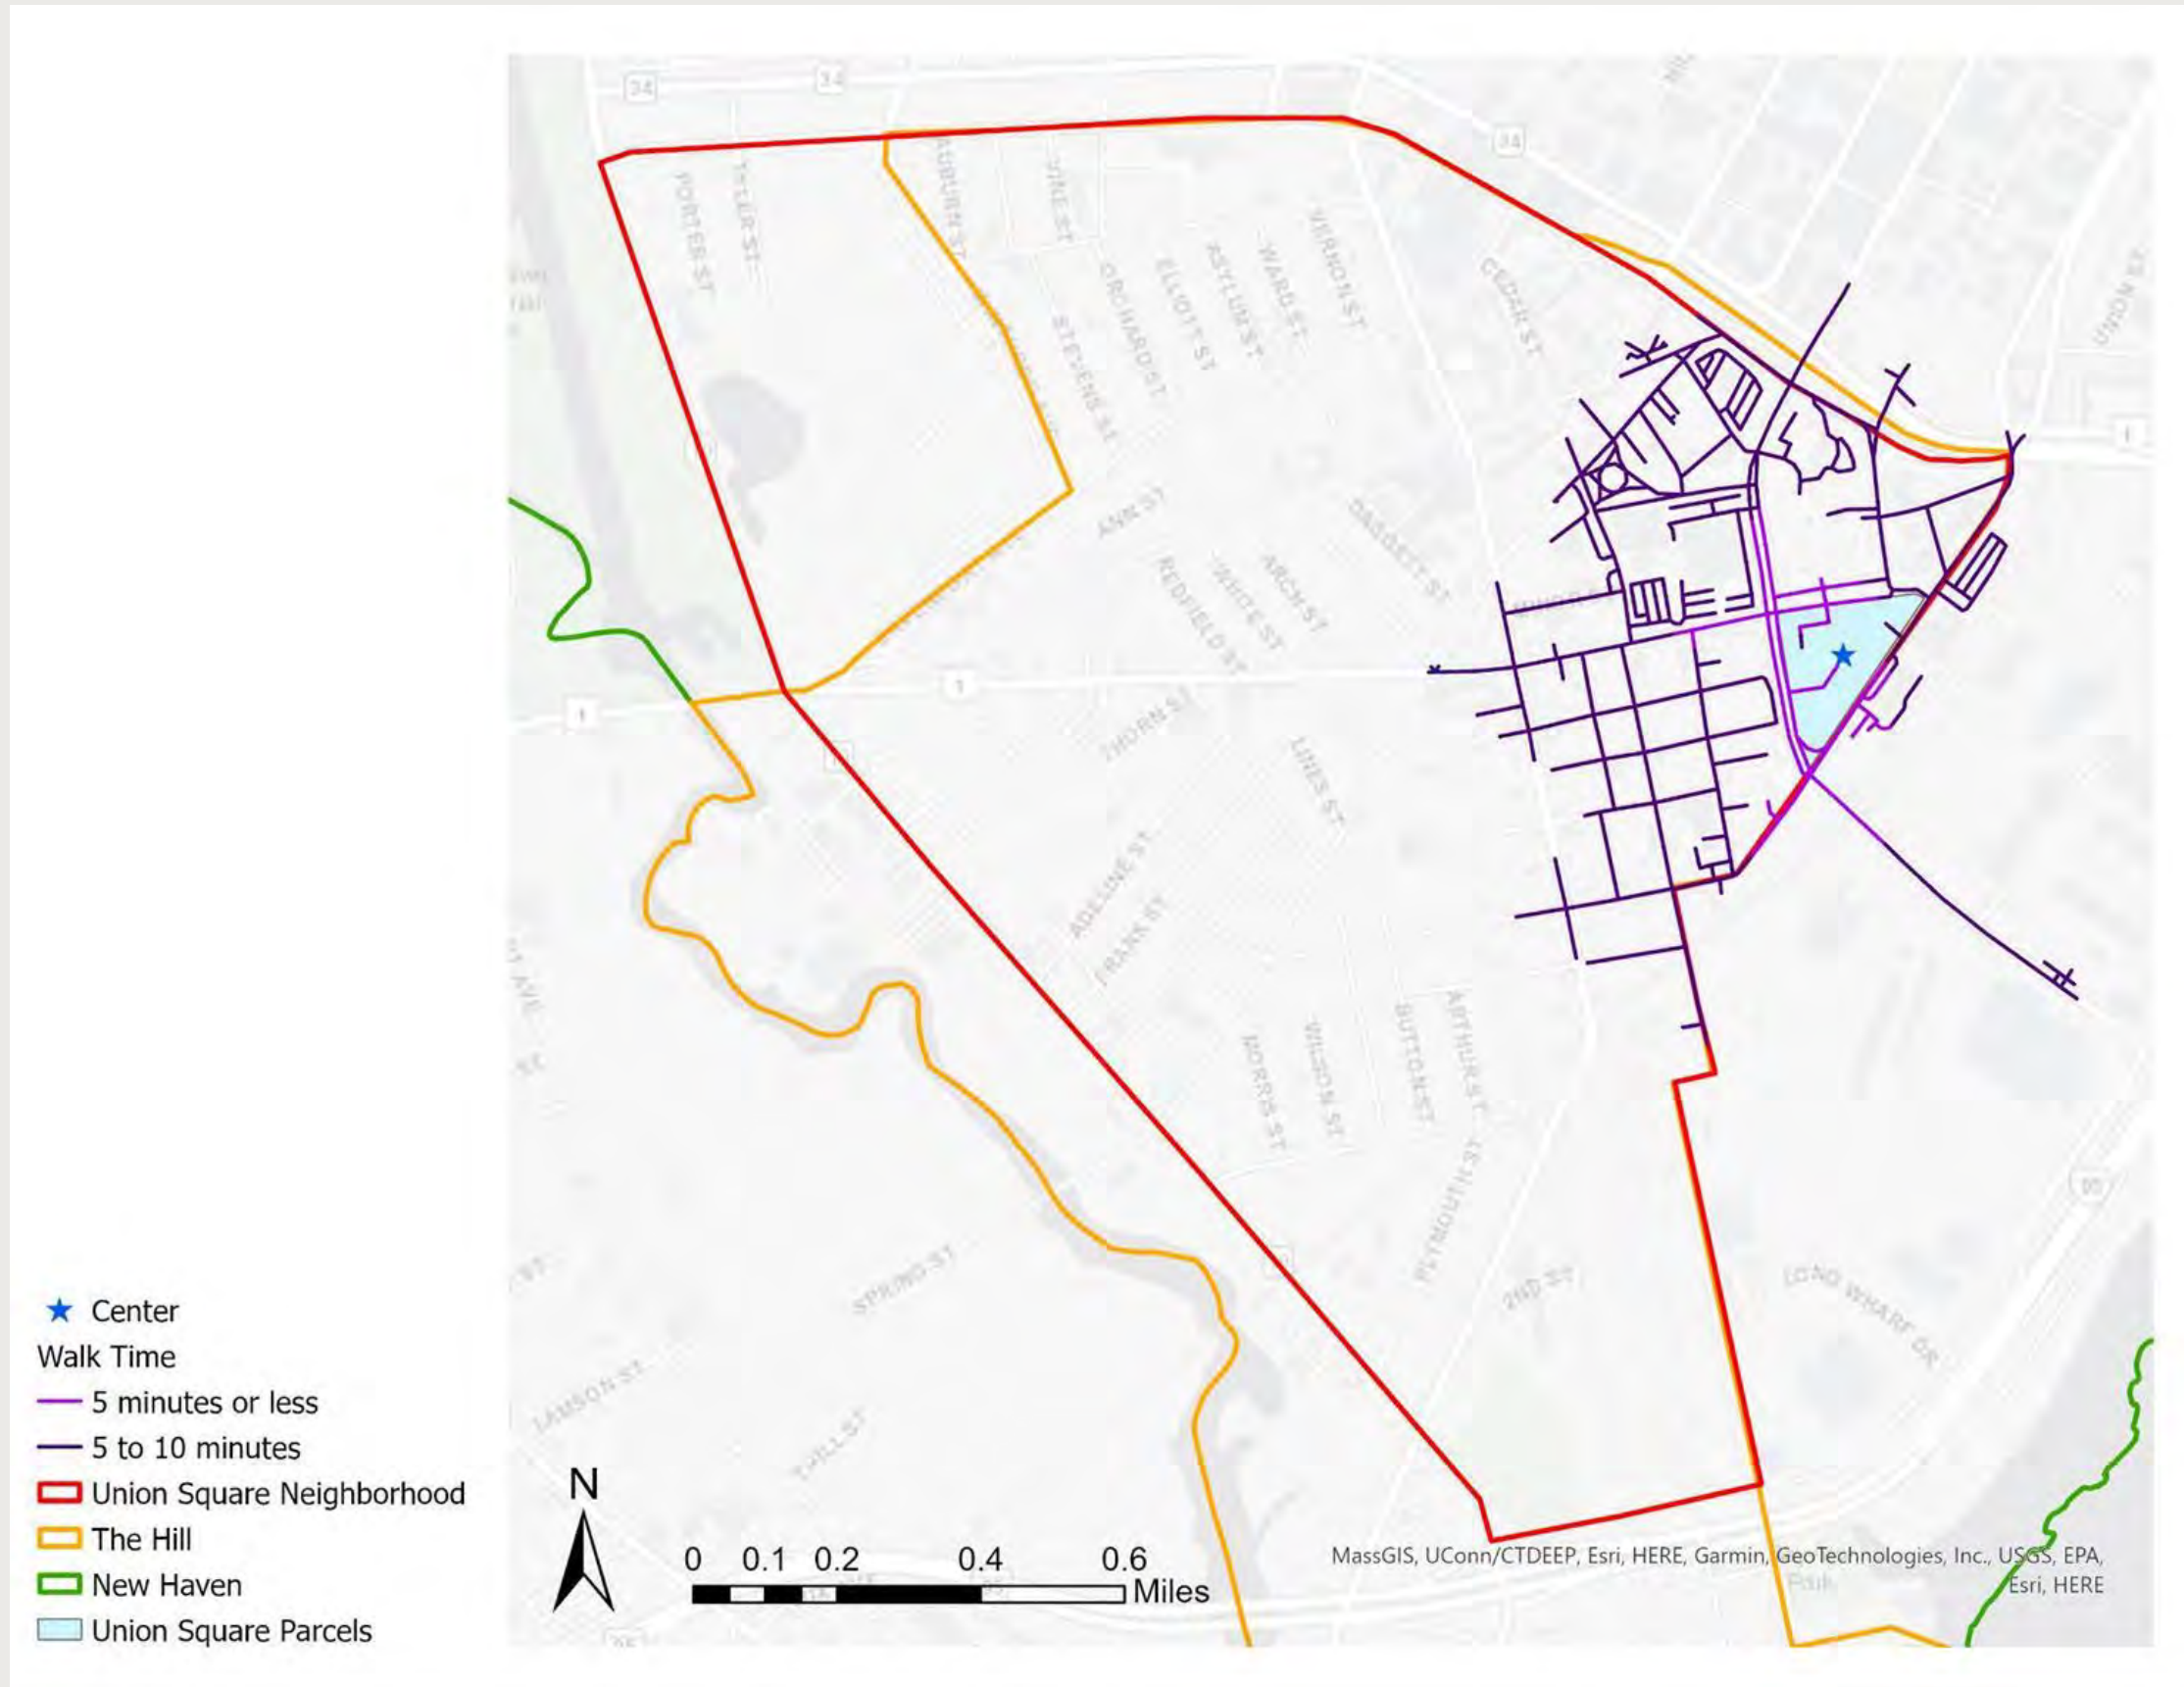 34
34
34
PORTER ST
TYLER ST
AUBURN ST
VINE ST
ORCHARD ST
ELLIOTT ST
ASYLUM ST
WARD ST
VERNON ST
CEDAR ST
UNION ST
STEVENS ST
1
ANN ST
DAGGETT ST
REDFIELD ST
WHITE ST
ARCH ST
1
1
THORN ST
LINES ST
ADELINE ST
FRANK ST
MORRIS ST
WILSON ST
BUTTON ST
ARTHUR ST
PLYMOUTH ST
2ND ST
LONG WHARF DR
95
SPRING ST
LAMSON ST
THILL ST
Center
Walk Time
5 minutes or less
5 to 10 minutes
Union Square Neighborhood
The Hill
New Haven
Union Square Parcels
N
0 0.1 0.2 0.4 0.6
Miles
MassGIS, UConn/CTDEEP, Esri, HERE, Garmin, GeoTechnologies, Inc., USGS, EPA,
Esri, HERE